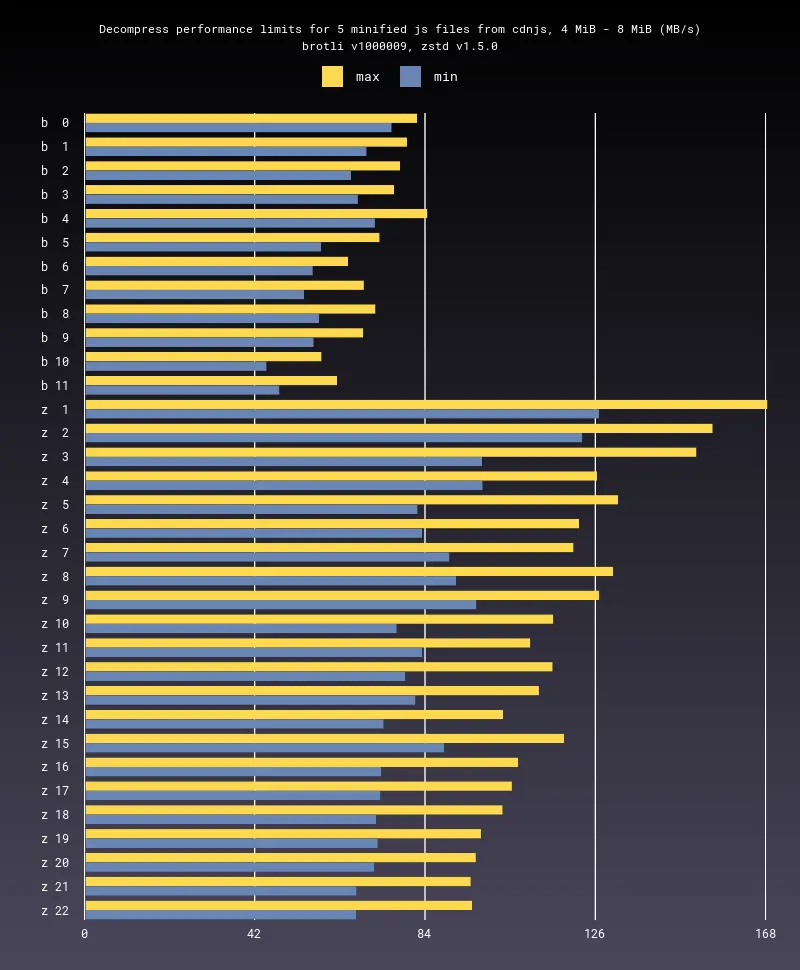 Decompress performance limits for 5 minified js files from cdnjs, 4 MiB - 8 MiB (MB/s)
brotli v1000009, zstd v1.5.0
max min
b 0
b 1
b 2
b 3
b 4
b 5
b 6
b 7
b 8
b 9
b 10
b 11
z 1
z 2
z 3
z 4
z 5
z 6
z 7
z 8
z 9
z 10
z 11
z 12
z 13
z 14
z 15
z 16
z 17
z 18
z 19
z 20
z 21
z 22
0 42 84 126 168